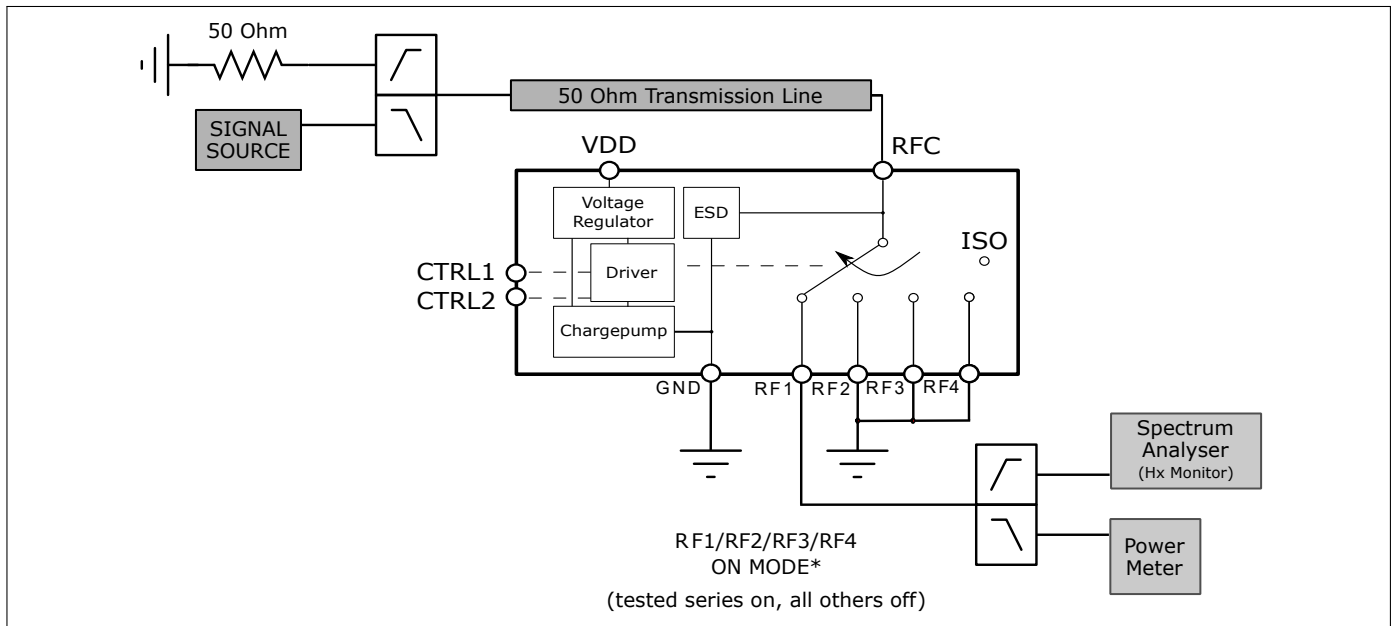 50 Ohm
SIGNAL
SOURCE
50 Ohm Transmission Line
VDD
RFC
Voltage
Regulator
ESD
ISO
CTRL1
CTRL2
Driver
Chargepump
GND
RF1
RF2
RF3
RF4
Spectrum
Analyser
(Hx Monitor)
RF1/RF2/RF3/RF4
ON MODE*
(tested series on, all others off)
Power
Meter